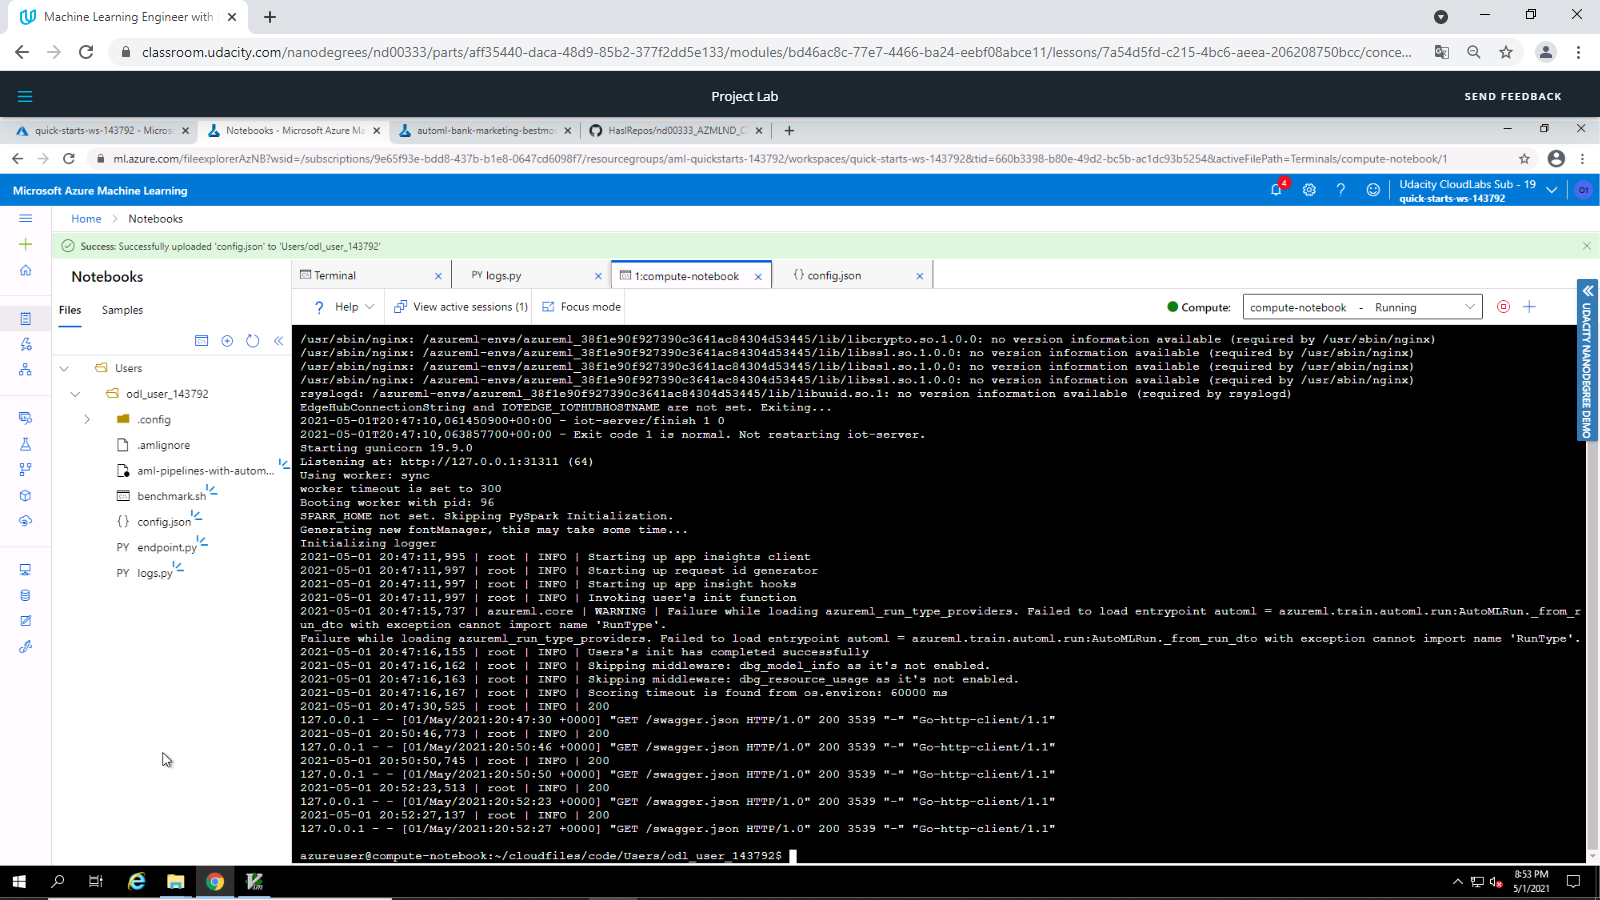 Machine Learning Engineer with
classroom.udacity.com/nanodegrees/nd00333/parts/aff35440-daca-48d9-85b2-377f2dd5e133/modules/bd46ac8c-77e7-4466-ba24-eebf08abce11/lessons/7a54d5fd-c215-4bc6-aeea-206208750bcc/conce...
Project Lab
SEND FEEDBACK
quick-starts-ws-143792 - Micros
Notebooks - Microsoft Azure Ma
automl-bank-marketing-bestmo
HaslRepos/nd00333_AZMLND_C
ml.azure.com/fileexplorerAzNB?wsid=/subscriptions/9e65f93e-bdd8-437b-b1e8-0647cd6098f7/resourcegroups/aml-quickstarts-143792/workspaces/quick-starts-ws-143792&tid=660b3398-b80e-49d2-bc5b-ac1dc93b5254&activeFilePath=Terminals/compute-notebook/1
Microsoft Azure Machine Learning
4
Udacity CloudLabs Sub - 19
quick-starts-ws-143792
O1
Home > Notebooks
Success: Successfully uploaded 'config.json' to 'Users/odl_user_143792'
Notebooks
Terminal
PY logs.py
1:compute-notebook
{} config.json
Files
Samples
Help
View active sessions (1)
Focus mode
Compute:
compute-notebook - Running
UDACITY NANODEGREE DEMO
Users
odl_user_143792
.config
.amlignore
aml-pipelines-with-autom...
benchmark.sh
{} config.json
PY endpoint.py
PY logs.py
/usr/sbin/nginx: /azureml-envs/azureml_38f1e90f927390c3641ac84304d53445/lib/libcrypto.so.1.0.0: no version information available (required by /usr/sbin/nginx)
/usr/sbin/nginx: /azureml-envs/azureml_38f1e90f927390c3641ac84304d53445/lib/libssl.so.1.0.0: no version information available (required by /usr/sbin/nginx)
/usr/sbin/nginx: /azureml-envs/azureml_38f1e90f927390c3641ac84304d53445/lib/libssl.so.1.0.0: no version information available (required by /usr/sbin/nginx)
/usr/sbin/nginx: /azureml-envs/azureml_38f1e90f927390c3641ac84304d53445/lib/libssl.so.1.0.0: no version information available (required by /usr/sbin/nginx)
rsyslogd: /azureml-envs/azureml_38f1e90f927390c3641ac84304d53445/lib/libuuid.so.1: no version information available (required by rsyslogd)
EdgeHubConnectionString and IOTEDGE_IOTHUBHOSTNAME are not set. Exiting...
2021-05-01T20:47:10,061450900+00:00 - iot-server/finish 1 0
2021-05-01T20:47:10,063857700+00:00 - Exit code 1 is normal. Not restarting iot-server.
Starting gunicorn 19.9.0
Listening at: http://127.0.0.1:31311 (64)
Using worker: sync
worker timeout is set to 300
Booting worker with pid: 96
SPARK_HOME not set. Skipping PySpark Initialization.
Generating new fontManager, this may take some time...
Initializing logger
2021-05-01 20:47:11,995 | root | INFO | Starting up app insights client
2021-05-01 20:47:11,997 | root | INFO | Starting up request id generator
2021-05-01 20:47:11,997 | root | INFO | Starting up app insight hooks
2021-05-01 20:47:11,997 | root | INFO | Invoking user's init function
2021-05-01 20:47:15,737 | azureml.core | WARNING | Failure while loading azureml_run_type_providers. Failed to load entrypoint automl = azureml.train.automl.run:AutoMLRun._from_r
un_dto with exception cannot import name 'RunType'.
Failure while loading azureml_run_type_providers. Failed to load entrypoint automl = azureml.train.automl.run:AutoMLRun._from_run_dto with exception cannot import name 'RunType'.
2021-05-01 20:47:16,155 | root | INFO | Users's init has completed successfully
2021-05-01 20:47:16,162 | root | INFO | Skipping middleware: dbg_model_info as it's not enabled.
2021-05-01 20:47:16,163 | root | INFO | Skipping middleware: dbg_resource_usage as it's not enabled.
2021-05-01 20:47:16,167 | root | INFO | Scoring timeout is found from os.environ: 60000 ms
2021-05-01 20:47:30,525 | root | INFO | 200
127.0.0.1 - - [01/May/2021:20:47:30 +0000] "GET /swagger.json HTTP/1.0" 200 3539 "-" "Go-http-client/1.1"
2021-05-01 20:50:46,773 | root | INFO | 200
127.0.0.1 - - [01/May/2021:20:50:46 +0000] "GET /swagger.json HTTP/1.0" 200 3539 "-" "Go-http-client/1.1"
2021-05-01 20:50:50,745 | root | INFO | 200
127.0.0.1 - - [01/May/2021:20:50:50 +0000] "GET /swagger.json HTTP/1.0" 200 3539 "-" "Go-http-client/1.1"
2021-05-01 20:52:23,513 | root | INFO | 200
127.0.0.1 - - [01/May/2021:20:52:23 +0000] "GET /swagger.json HTTP/1.0" 200 3539 "-" "Go-http-client/1.1"
2021-05-01 20:52:27,137 | root | INFO | 200
127.0.0.1 - - [01/May/2021:20:52:27 +0000] "GET /swagger.json HTTP/1.0" 200 3539 "-" "Go-http-client/1.1"
azureuser@compute-notebook:~/cloudfiles/code/Users/odl_user_143792$
8:53 PM
5/1/2021